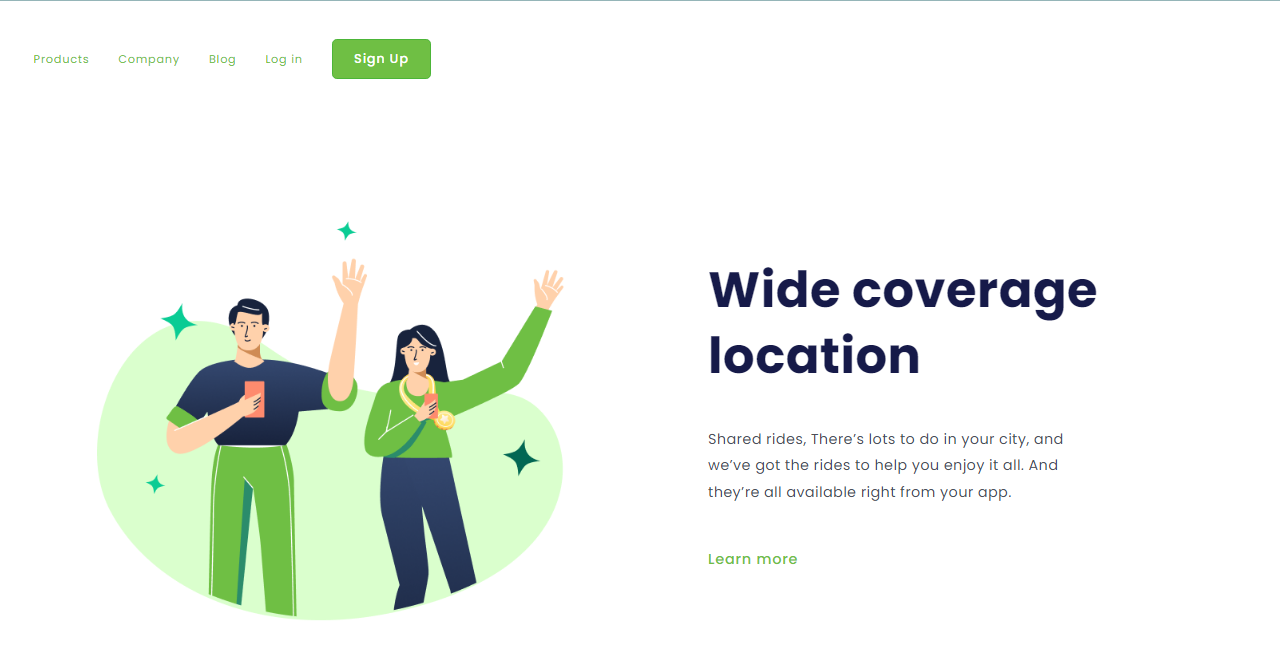 Products Company Blog Log in Sign Up
Wide coverage
location
Shared rides, There’s lots to do in your city, and
we’ve got the rides to help you enjoy it all. And
they’re all available right from your app.
Learn more